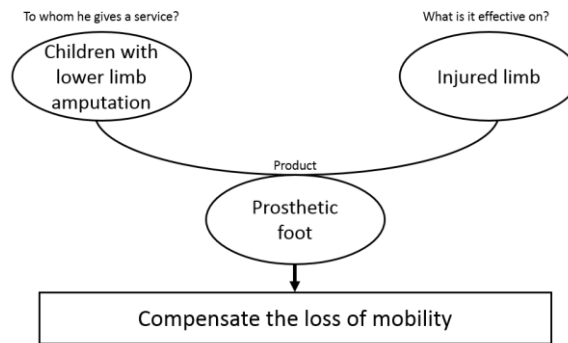 To whom he gives a service?
What is it effective on?
Children with
lower limb
amputation
Injured limb
Product
Prosthetic
foot
Compensate the loss of mobility